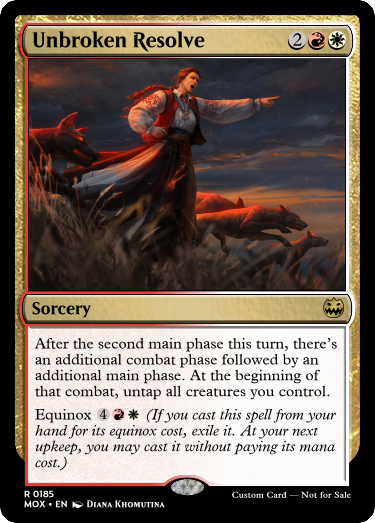 Unbroken Resolve 2
Sorcery
After the second main phase this turn, there's
an additional combat phase followed by an
additional main phase. At the beginning of
that combat, untap all creatures you control.
Equinox 4 (If you cast this spell from your
hand for its equinox cost, exile it. At your next
upkeep, you may cast it without paying its mana
cost.)
R 0185
MOX • EN Diana Khomutina
Custom Card — Not for Sale